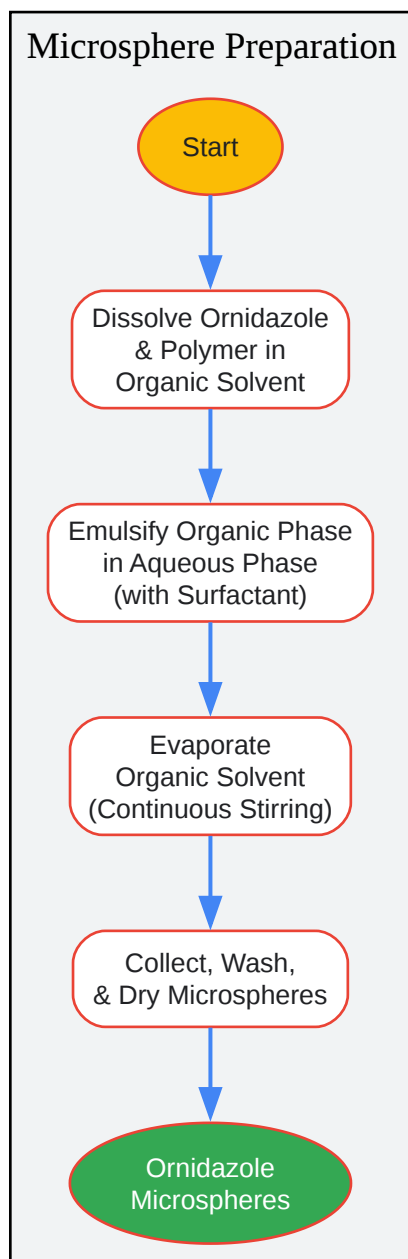 Microsphere Preparation
Start
Dissolve Ornidazole
& Polymer in
Organic Solvent
Emulsify Organic Phase
in Aqueous Phase
(with Surfactant)
Evaporate
Organic Solvent
(Continuous Stirring)
Collect, Wash,
& Dry Microspheres
Ornidazole
Microspheres